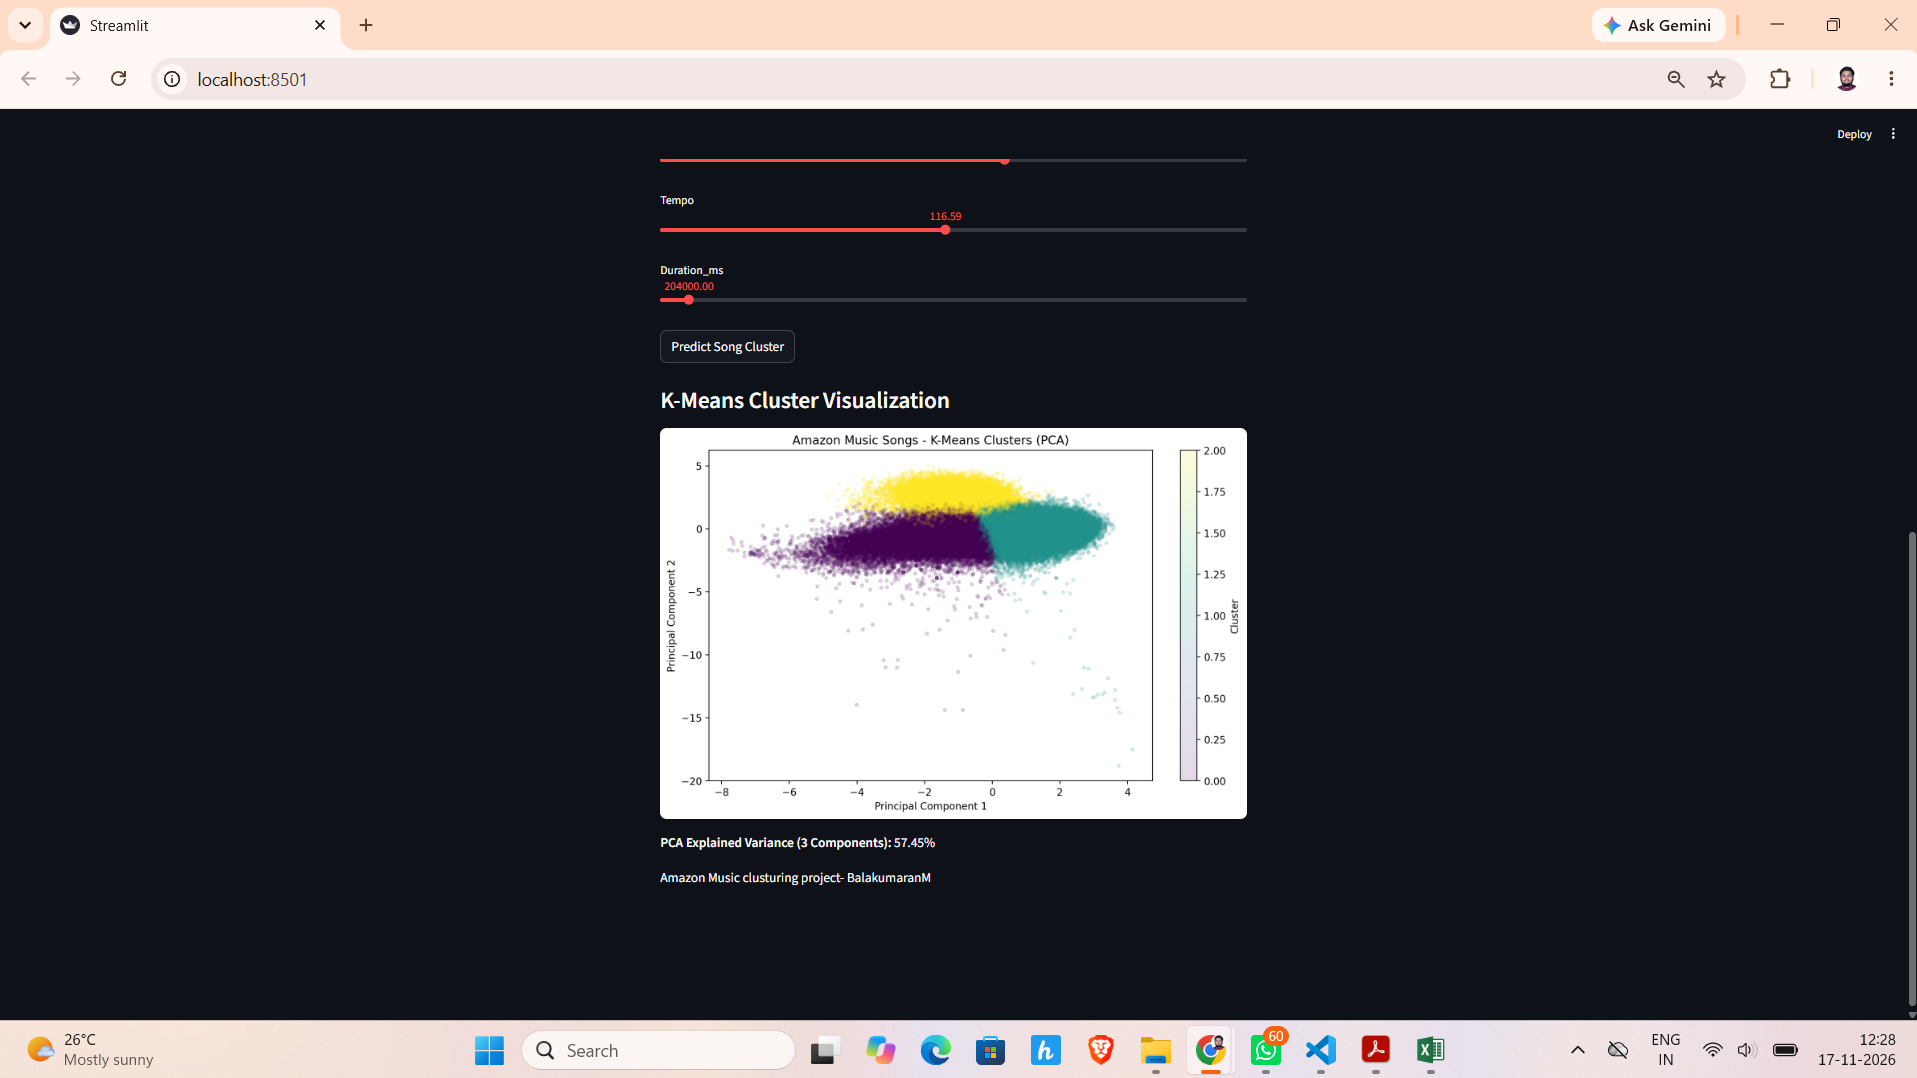 Streamlit
Ask Gemini
localhost:8501
Deploy
Tempo
116.59
Duration_ms
204000.00
Predict Song Cluster
K-Means Cluster Visualization
Amazon Music Songs - K-Means Clusters (PCA)
5
0
−5
−10
−15
−20
Principal Component 2
−8
−6
−4
−2
0
2
4
Principal Component 1
2.00
1.75
1.50
1.25
1.00
0.75
0.50
0.25
0.00
Cluster
PCA Explained Variance (3 Components): 57.45%
Amazon Music clusturing project- BalakumaranM
26°C
Mostly sunny
Search
60
ENG
IN
12:28
17-11-2026